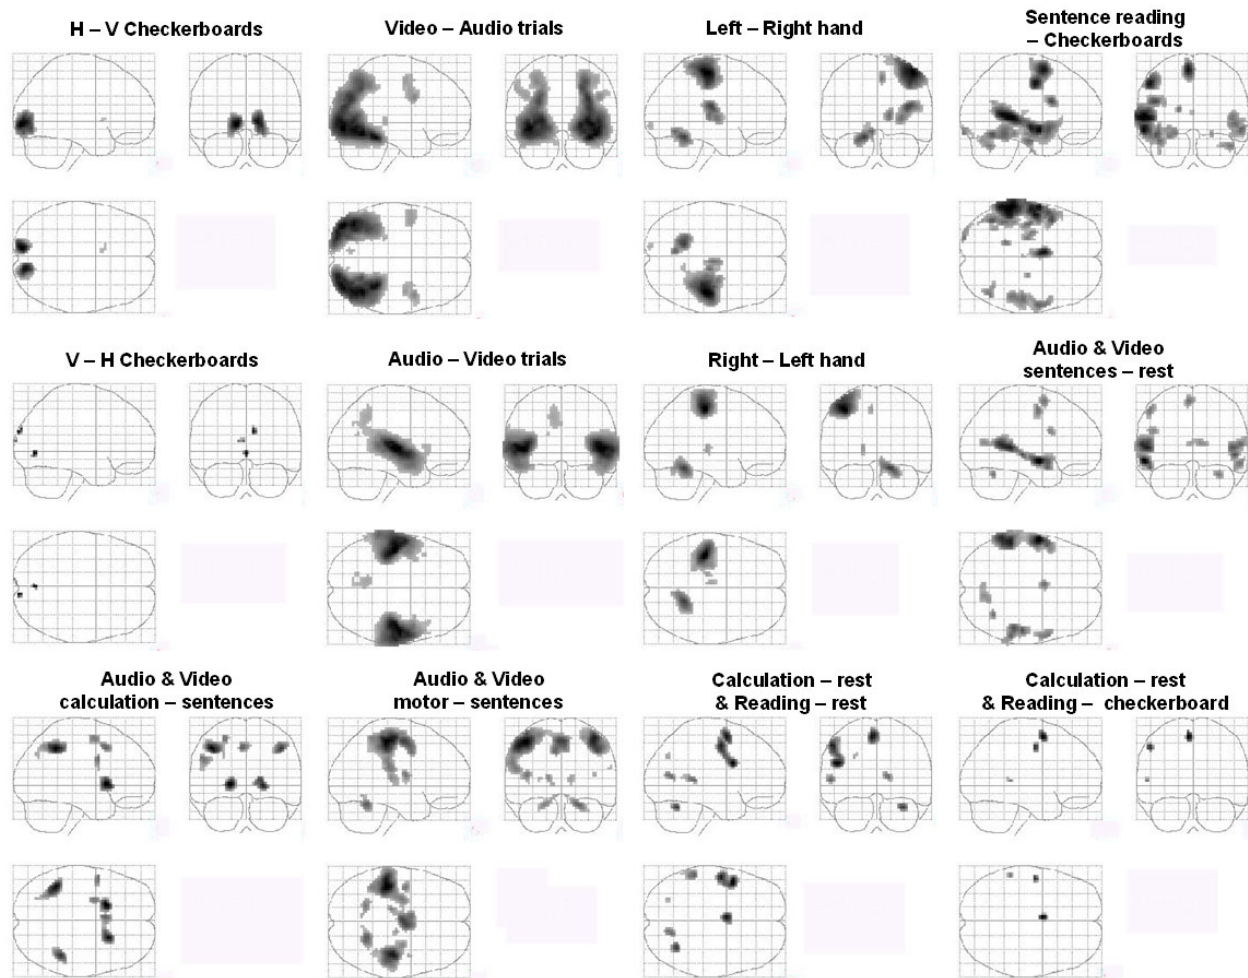 H – V Checkerboards
Video – Audio trials
Left – Right hand
Sentence reading
– Checkerboards
V – H Checkerboards
Audio – Video trials
Right – Left hand
Audio & Video
sentences – rest
Audio & Video
calculation – sentences
Audio & Video
motor – sentences
Calculation – rest
& Reading – rest
Calculation – rest
& Reading – checkerboard